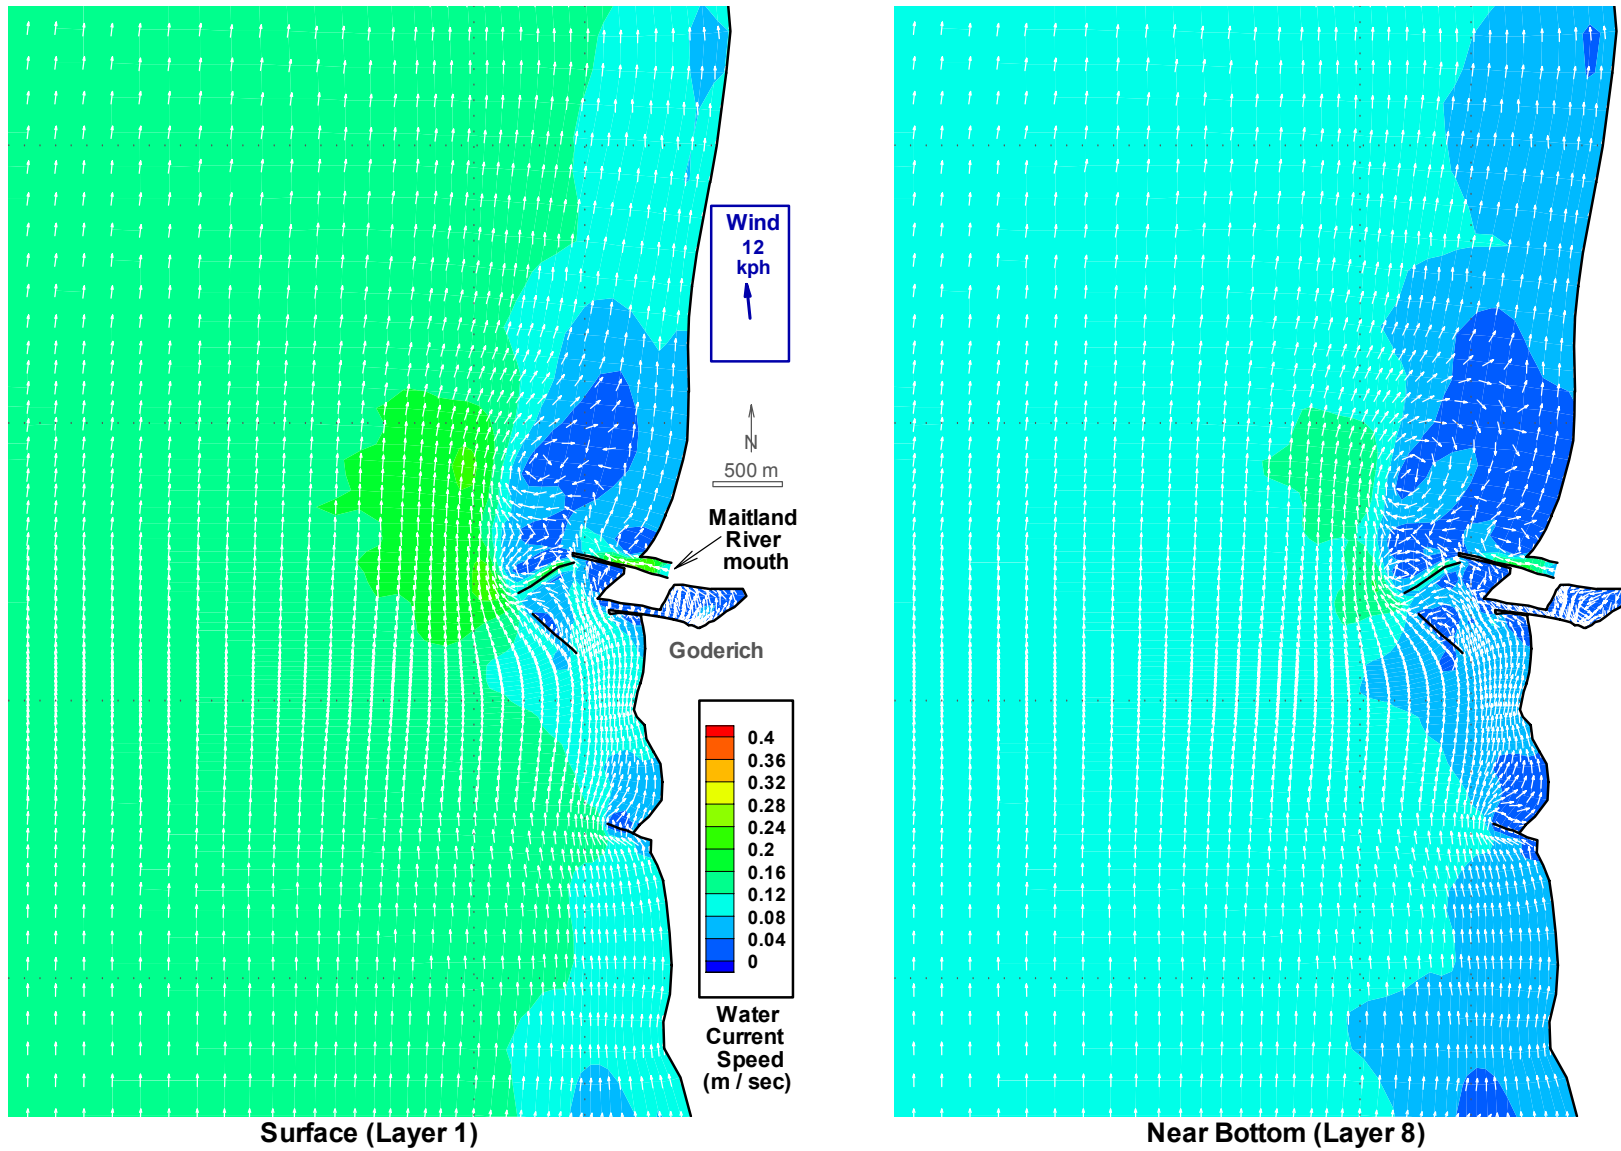 Wind
12
kph
N
500 m
Maitland
River
mouth
Goderich
0.4
0.36
0.32
0.28
0.24
0.2
0.16
0.12
0.08
0.04
0
Water
Current
Speed
(m / sec)
Surface (Layer 1)
Near Bottom (Layer 8)